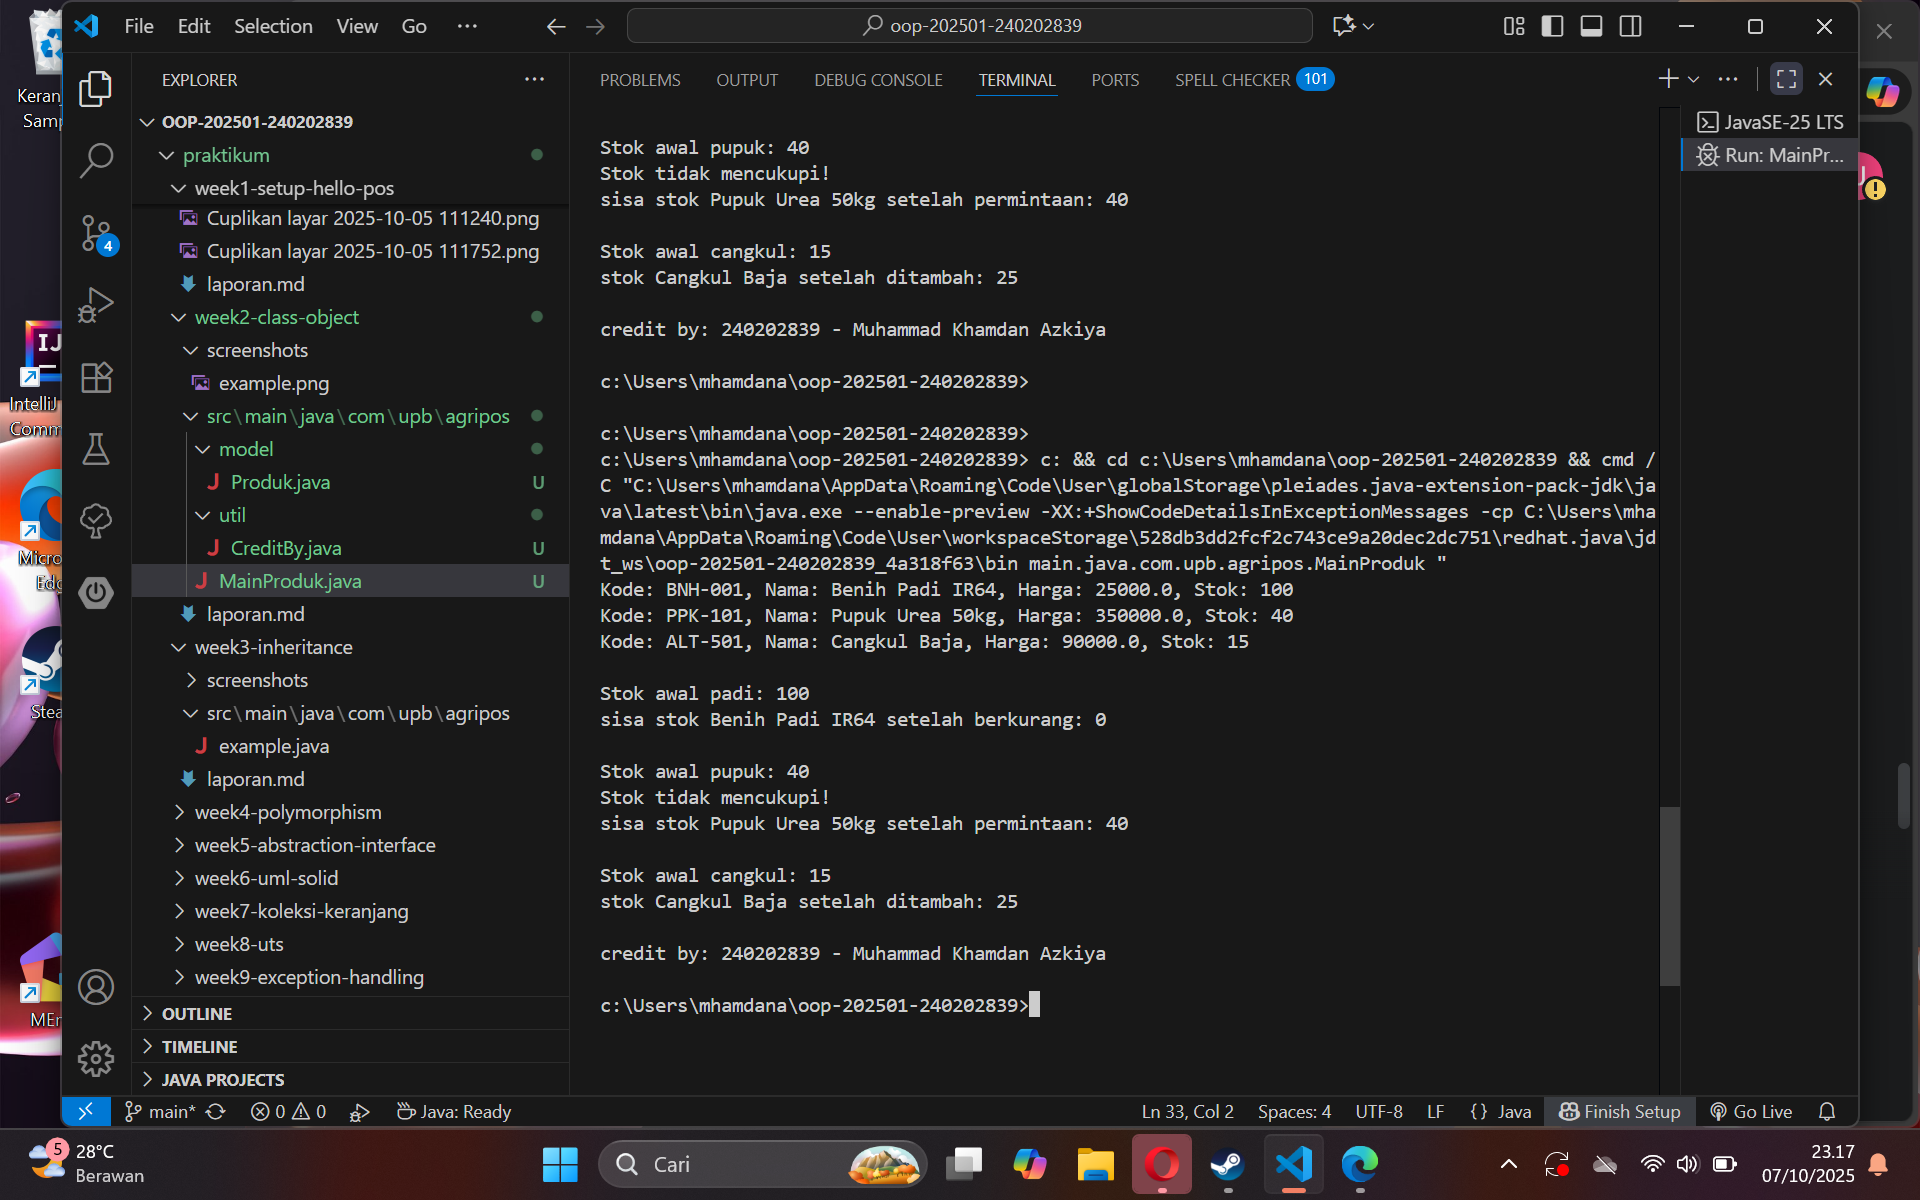 File Edit Selection View Go ···
oop-202501-240202839
EXPLORER
OOP-202501-240202839
praktikum
week1-setup-hello-pos
Cuplikan layar 2025-10-05 111240.png
Cuplikan layar 2025-10-05 111752.png
laporan.md
week2-class-object
screenshots
example.png
src\main\java\com\upb\agripos
model
J Produk.java U
util
J CreditBy.java U
J MainProduk.java U
laporan.md
week3-inheritance
screenshots
src\main\java\com\upb\agripos
J example.java
laporan.md
week4-polymorphism
week5-abstraction-interface
week6-uml-solid
week7-koleksi-keranjang
week8-uts
week9-exception-handling
OUTLINE
TIMELINE
JAVA PROJECTS
4
PROBLEMS OUTPUT DEBUG CONSOLE TERMINAL PORTS SPELL CHECKER 101
JavaSE-25 LTS
Run: MainPr...
Stok awal pupuk: 40
Stok tidak mencukupi!
sisa stok Pupuk Urea 50kg setelah permintaan: 40
Stok awal cangkul: 15
stok Cangkul Baja setelah ditambah: 25
credit by: 240202839 - Muhammad Khamdan Azkiya
c:\Users\mhamdana\oop-202501-240202839>
c:\Users\mhamdana\oop-202501-240202839>
c:\Users\mhamdana\oop-202501-240202839> c: && cd c:\Users\mhamdana\oop-202501-240202839 && cmd /
C "C:\Users\mhamdana\AppData\Roaming\Code\User\globalStorage\pleiades.java-extension-pack-jdk\ja
va\latest\bin\java.exe --enable-preview -XX:+ShowCodeDetailsInExceptionMessages -cp C:\Users\mha
mdana\AppData\Roaming\Code\User\workspaceStorage\528db3dd2fcf2c743ce9a20dec2dc751\redhat.java\jd
t_ws\oop-202501-240202839_4a318f63\bin main.java.com.upb.agripos.MainProduk "
Kode: BNH-001, Nama: Benih Padi IR64, Harga: 25000.0, Stok: 100
Kode: PPK-101, Nama: Pupuk Urea 50kg, Harga: 350000.0, Stok: 40
Kode: ALT-501, Nama: Cangkul Baja, Harga: 90000.0, Stok: 15
Stok awal padi: 100
sisa stok Benih Padi IR64 setelah berkurang: 0
Stok awal pupuk: 40
Stok tidak mencukupi!
sisa stok Pupuk Urea 50kg setelah permintaan: 40
Stok awal cangkul: 15
stok Cangkul Baja setelah ditambah: 25
credit by: 240202839 - Muhammad Khamdan Azkiya
c:\Users\mhamdana\oop-202501-240202839>
main* 0 0 Java: Ready
Ln 33, Col 2 Spaces: 4 UTF-8 LF {} Java Finish Setup Go Live
Keranj
Samp
IJ
IntelliJ
Comm
Micro
Edg
Stea
5
28°C
Berawan
Cari
23.17
07/10/2025